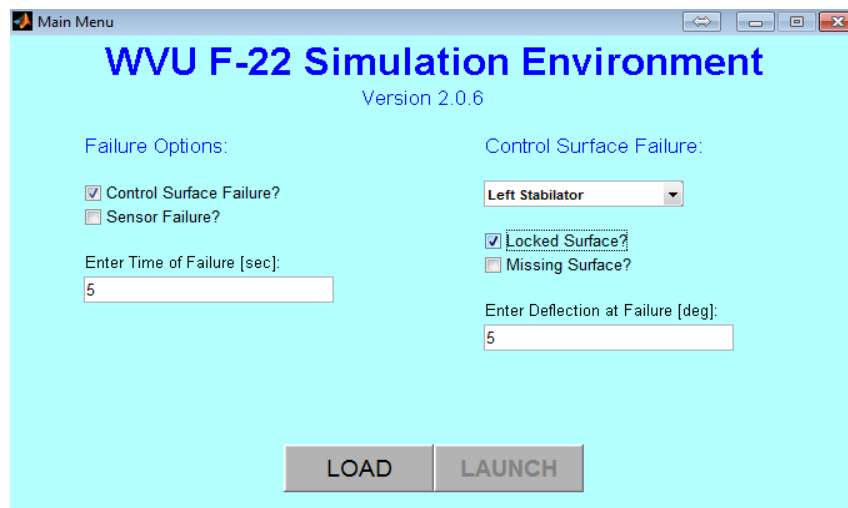 Main Menu
WVU F-22 Simulation Environment
Version 2.0.6
Failure Options:
Control Surface Failure?
Sensor Failure?
Enter Time of Failure [sec]:
5
Control Surface Failure:
Left Stabilator
Locked Surface?
Missing Surface?
Enter Deflection at Failure [deg]:
5
LOAD
LAUNCH